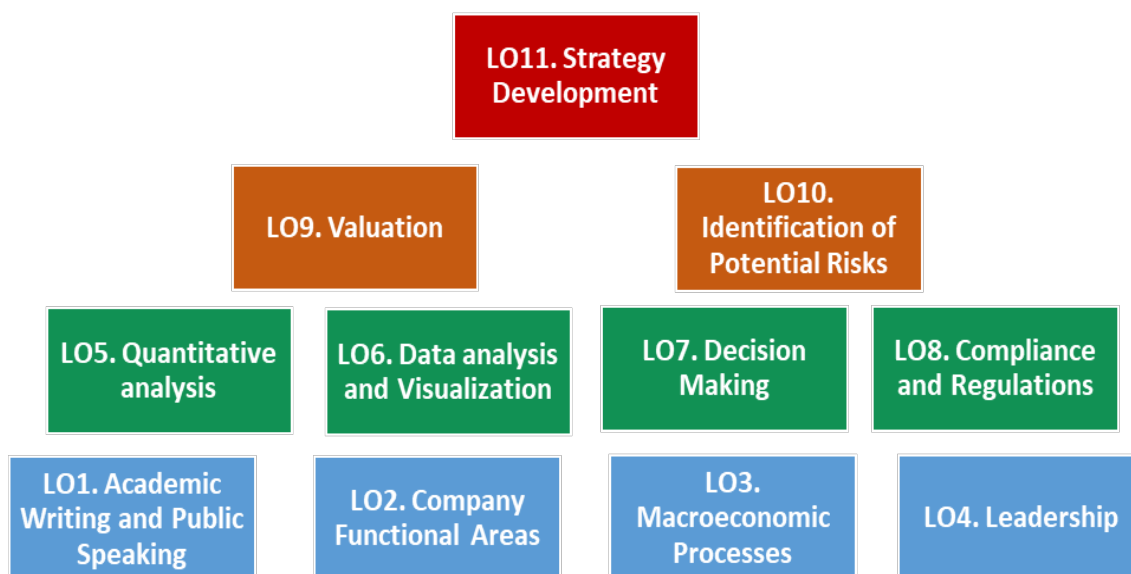 LO11. Strategy
Development
LO9. Valuation
LO10.
Identification of
Potential Risks
LO5. Quantitative
analysis
LO6. Data analysis
and Visualization
LO7. Decision
Making
LO8. Compliance
and Regulations
LO1. Academic
Writing and Public
Speaking
LO2. Company
Functional Areas
LO3.
Macroeconomic
Processes
LO4. Leadership